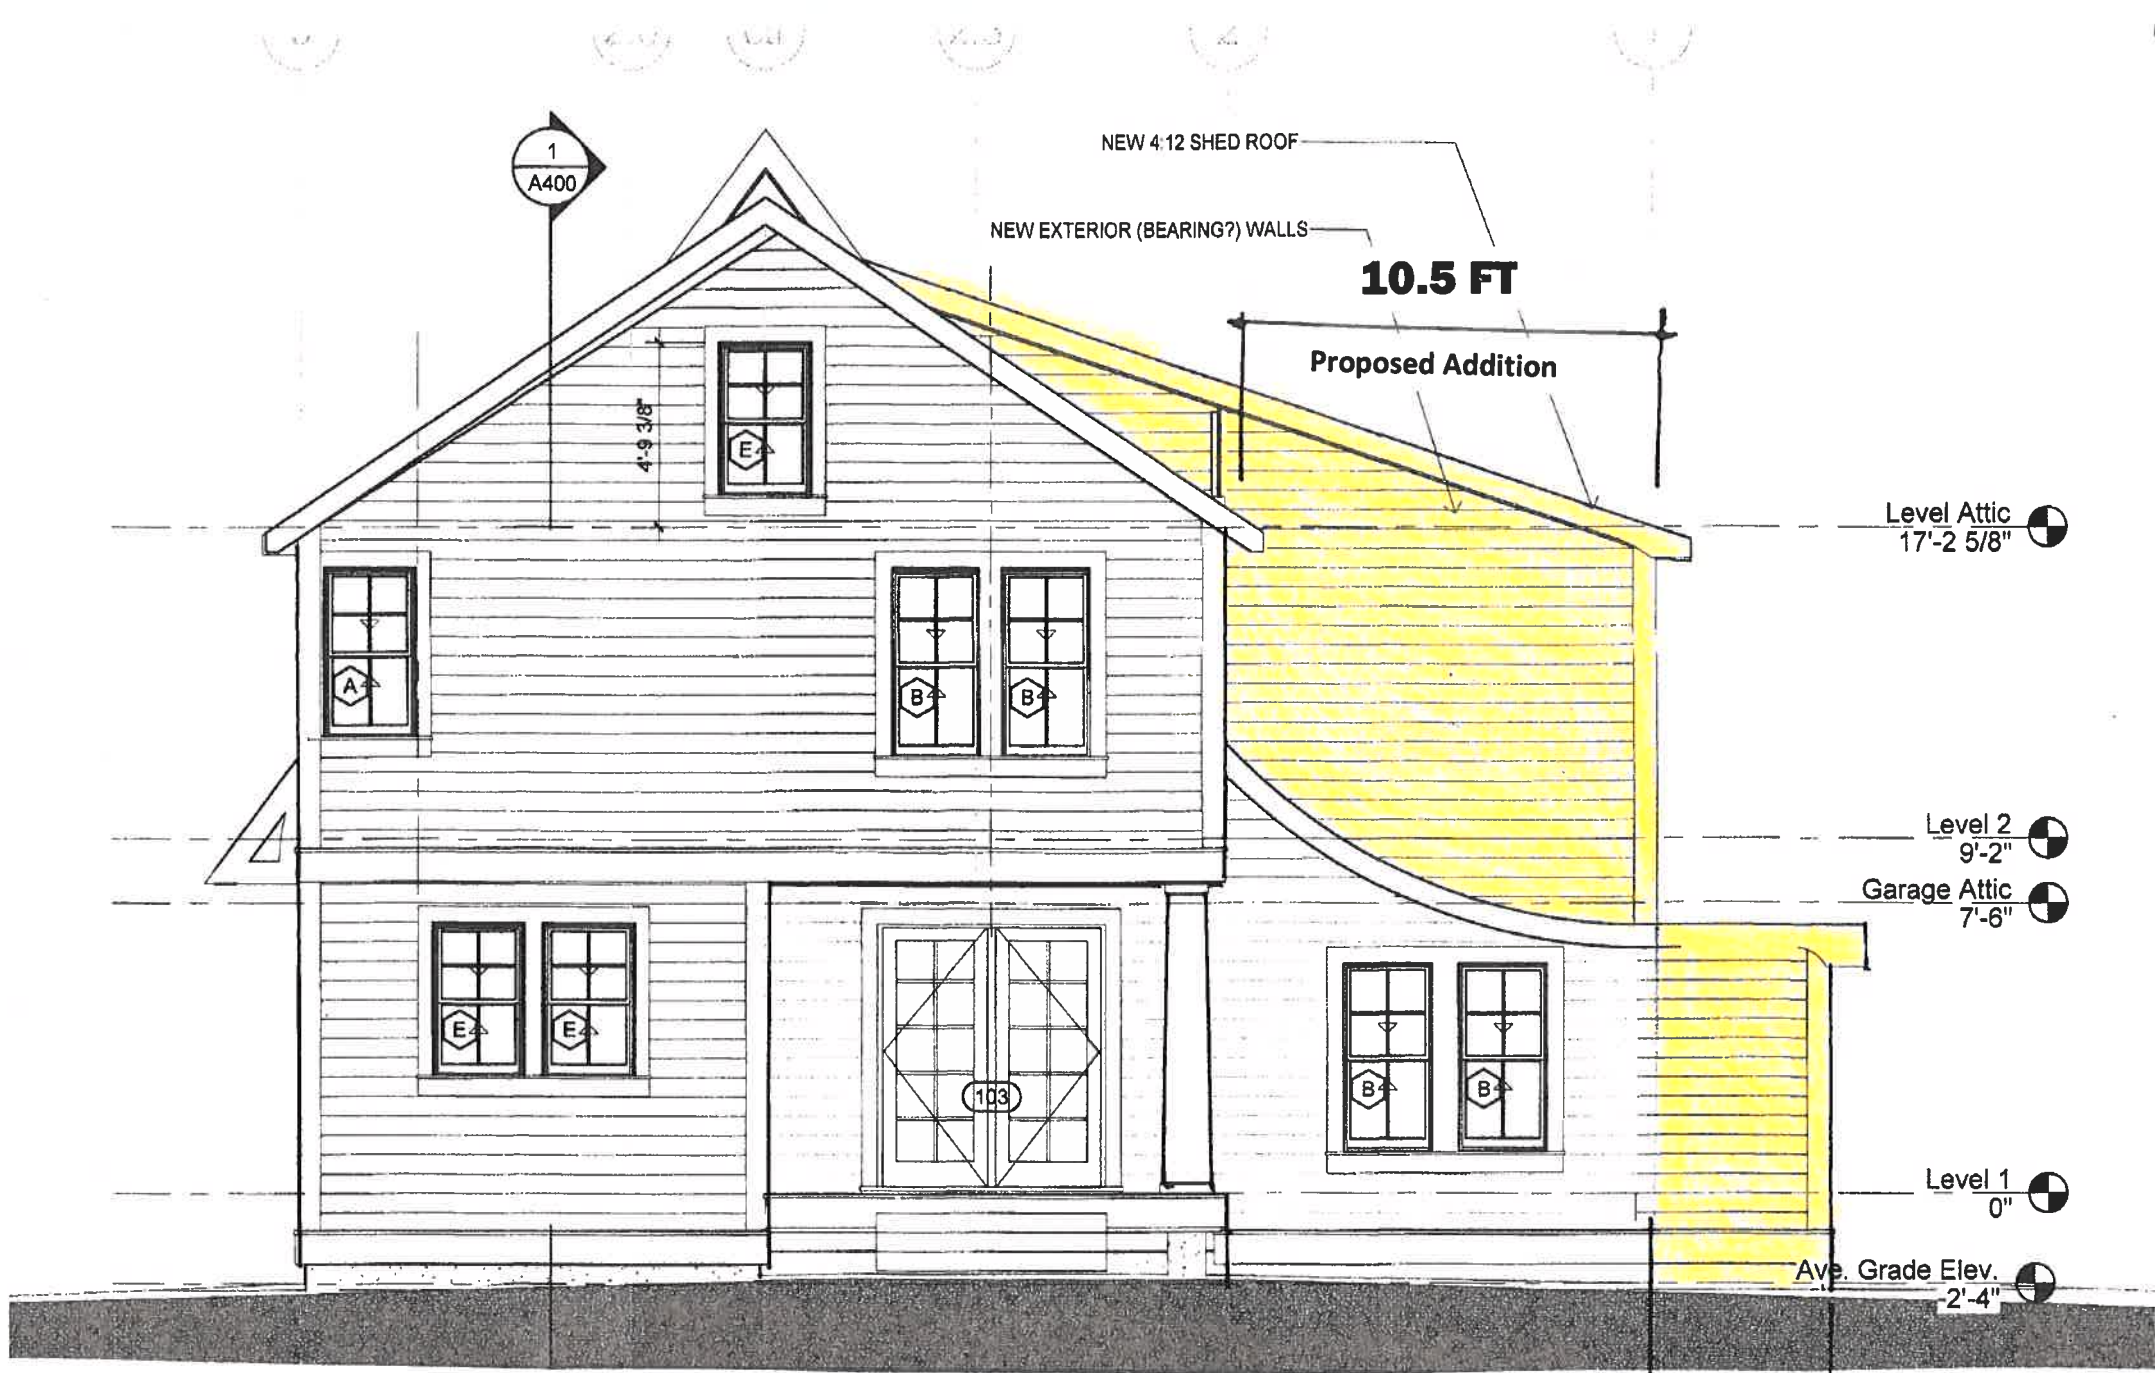 1
A400
NEW 4:12 SHED ROOF
NEW EXTERIOR (BEARING?) WALLS
10.5 FT
Proposed Addition
4'-9 3/8"
E
Level Attic
17'-2 5/8"
A
B
B
Level 2
9'-2"
Garage Attic
7'-6"
E
E
103
B
B
Level 1
0"
Ave. Grade Elev.
-2'-4"